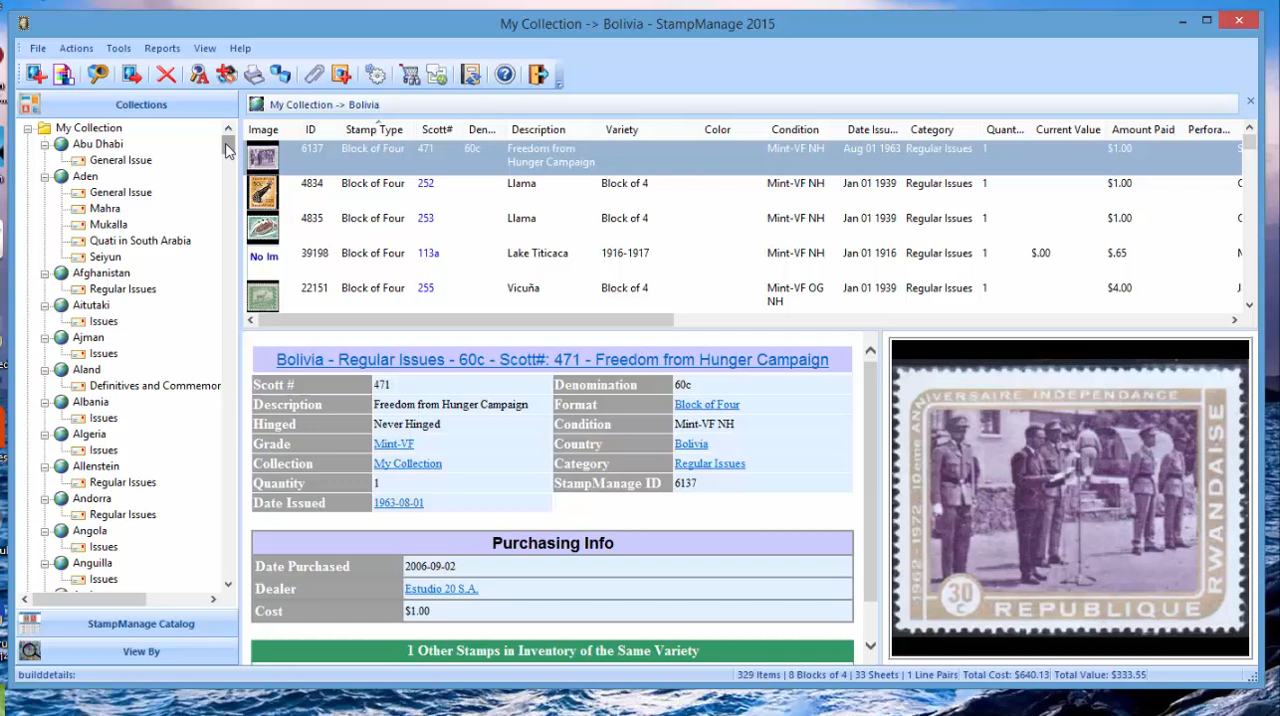 My Collection -> Bolivia - StampManage 2015
File Actions Tools Reports View Help
Collections
My Collection -> Bolivia
My Collection
Abu Dhabi
General Issue
Aden
General Issue
Mahra
Mukalla
Quati in South Arabia
Seiyun
Afghanistan
Regular Issues
Aitutaki
Issues
Ajman
Issues
Aland
Definitives and Commemor
Albania
Issues
Algeria
Issues
Allenstein
Regular Issues
Andorra
Regular Issues
Angola
Issues
Anguilla
Issues
StampManage Catalog
View By
Image ID Stamp Type Scott# Den... Description Variety Color Condition Date Issu... Category Quant... Current Value Amount Paid Perfora...
6137 Block of Four 471 60c Freedom from Hunger Campaign Mint-VF NH Aug 01 1963 Regular Issues 1 $1.00
4834 Block of Four 252 Llama Block of 4 Mint-VF NH Jan 01 1939 Regular Issues 1 $1.00
4835 Block of Four 253 Llama Block of 4 Mint-VF NH Jan 01 1939 Regular Issues 1 $1.00
No Im 39198 Block of Four 113a Lake Titicaca 1916-1917 Mint-VF NH Jan 01 1916 Regular Issues 1 $.00 $.65
22151 Block of Four 255 Vicuña Block of 4 Mint-VF OG NH Jan 01 1939 Regular Issues 1 $4.00
Bolivia - Regular Issues - 60c - Scott#: 471 - Freedom from Hunger Campaign
Scott # 471 Denomination 60c
Description Freedom from Hunger Campaign Format Block of Four
Hinged Never Hinged Condition Mint-VF NH
Grade Mint-VF Country Bolivia
Collection My Collection Category Regular Issues
Quantity 1 StampManage ID 6137
Date Issued 1963-08-01
Purchasing Info
Date Purchased 2006-09-02
Dealer Estudio 20 S.A.
Cost $1.00
1 Other Stamps in Inventory of the Same Variety
1962-1972 10eme ANNIVERSAIRE INDEPENDANCE
RWANDAISE
30c
REPUBLIQUE
builddetails:
329 Items | 8 Blocks of 4 | 33 Sheets | 1 Line Pairs | Total Cost: $640.13 | Total Value: $333.55